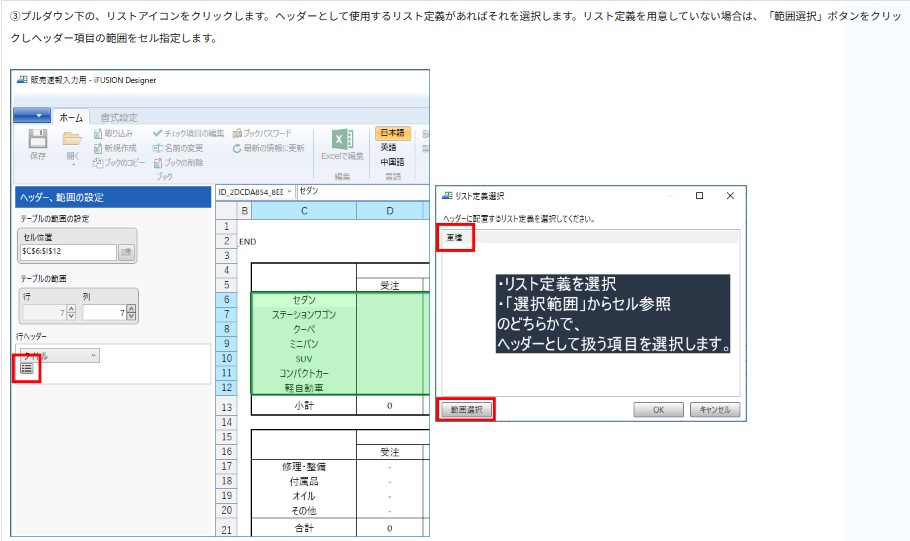 ③プルダウン下の、リストアイコンをクリックします。ヘッダーとして使用するリスト定義があればそれを選択します。リスト定義を用意していない場合は、「範囲選択」ボタンをクリッ
クしヘッダー項目の範囲をセル指定します。
販売速報入力用 - iFUSION Designer
ホーム 書式設定
保存 開く
取り込み チェック項目の編集 ブックパスワード
新規作成 名前の変更 最新の情報に更新
ブックのコピー ブックの削除
ブック
Excelで編集
編集
日本語
英語
中国語
言語
ヘッダー、範囲の設定
テーブルの範囲の設定
セル位置
$C$6:$I$12
テーブルの範囲
行 列
7 7
行ヘッダー
タイトル
ID_2DCDA854_8EE セダン
B C D
1
2 END
3
4
5 受注
6 セダン
7 ステーションワゴン
8 クーペ
9 ミニバン
10 SUV
11 コンパクトカー
12 軽自動車
13 小計 0
14
15
16 受注
17 修理・整備 -
18 付属品 -
19 オイル -
20 その他 -
21 合計 0
リスト定義選択
ヘッダーに配置するリスト定義を選択してください。
車種
・リスト定義を選択
・「選択範囲」からセル参照
のどちらかで、
ヘッダーとして扱う項目を選択します。
範囲選択 OK キャンセル